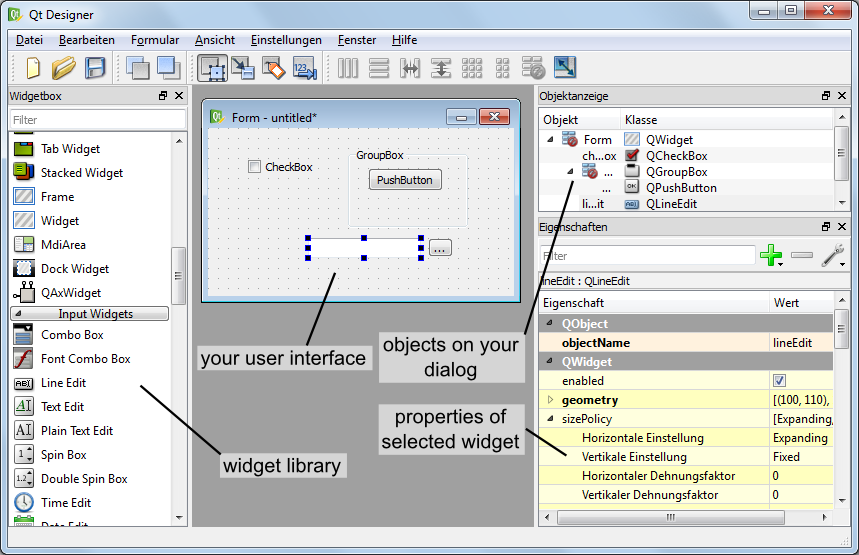 Qt Designer
Datei Bearbeiten Formular Ansicht Einstellungen Fenster Hilfe
123
Widgetbox
Filter
Tab Widget
Stacked Widget
Frame
Widget
MdiArea
Dock Widget
QAxWidget
Input Widgets
Combo Box
Font Combo Box
Line Edit
Text Edit
Plain Text Edit
Spin Box
Double Spin Box
Time Edit
Date Edit
Form - untitled*
CheckBox
GroupBox
PushButton
...
your user interface
objects on your
dialog
properties of
selected widget
widget library
Objektanzeige
Objekt Klasse
Form QWidget
ch...ox QCheckBox
... QGroupBox
... QPushButton
li...it QLineEdit
Eigenschaften
Filter
lineEdit : QLineEdit
Eigenschaft Wert
QObject
objectName lineEdit
QWidget
enabled
geometry [(100, 110),
sizePolicy [Expanding,
Horizontale Einstellung Expanding
Vertikale Einstellung Fixed
Horizontaler Dehnungsfaktor 0
Vertikaler Dehnungsfaktor 0